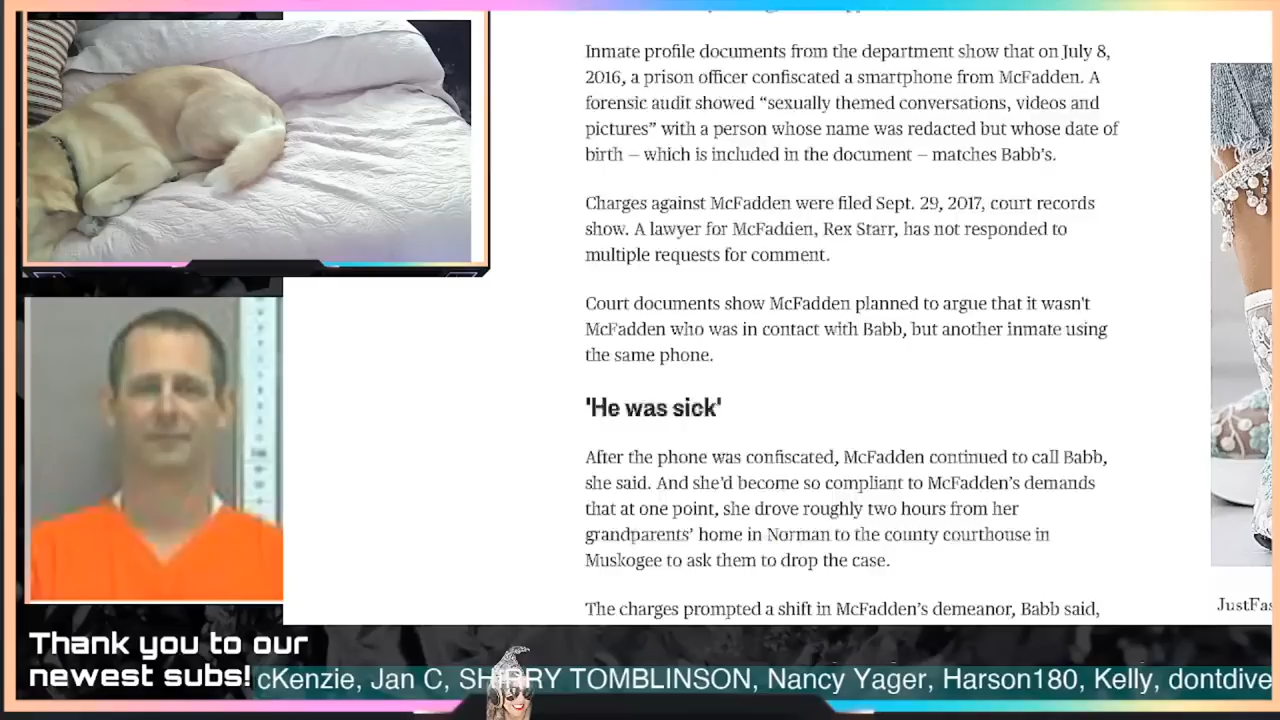 Inmate profile documents from the department show that on July 8,
2016, a prison officer confiscated a smartphone from McFadden. A
forensic audit showed “sexually themed conversations, videos and
pictures” with a person whose name was redacted but whose date of
birth – which is included in the document – matches Babb's.
Charges against McFadden were filed Sept. 29, 2017, court records
show. A lawyer for McFadden, Rex Starr, has not responded to
multiple requests for comment.
Court documents show McFadden planned to argue that it wasn't
McFadden who was in contact with Babb, but another inmate using
the same phone.
'He was sick'
After the phone was confiscated, McFadden continued to call Babb,
she said. And she’d become so compliant to McFadden’s demands
that at one point, she drove roughly two hours from her
grandparents’ home in Norman to the county courthouse in
Muskogee to ask them to drop the case.
The charges prompted a shift in McFadden’s demeanor, Babb said,
JustFas
Thank you to our
newest subs!
cKenzie, Jan C, SHERRY TOMBLINSON, Nancy Yager, Harson180, Kelly, dontdive